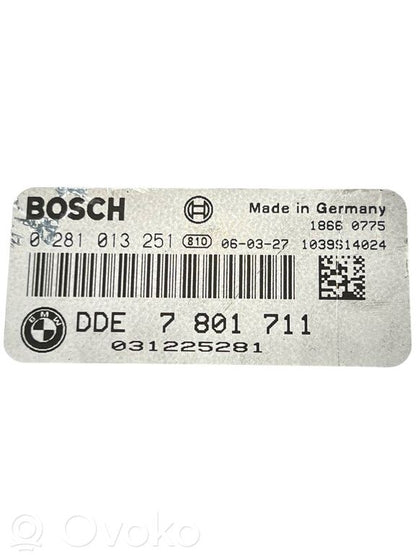 BOSCH
Made in Germany
1866 0775
0 281 013 251 810 06-03-27 1039S14024
BMW
DDE 7 801 711
031225281
Ovoko